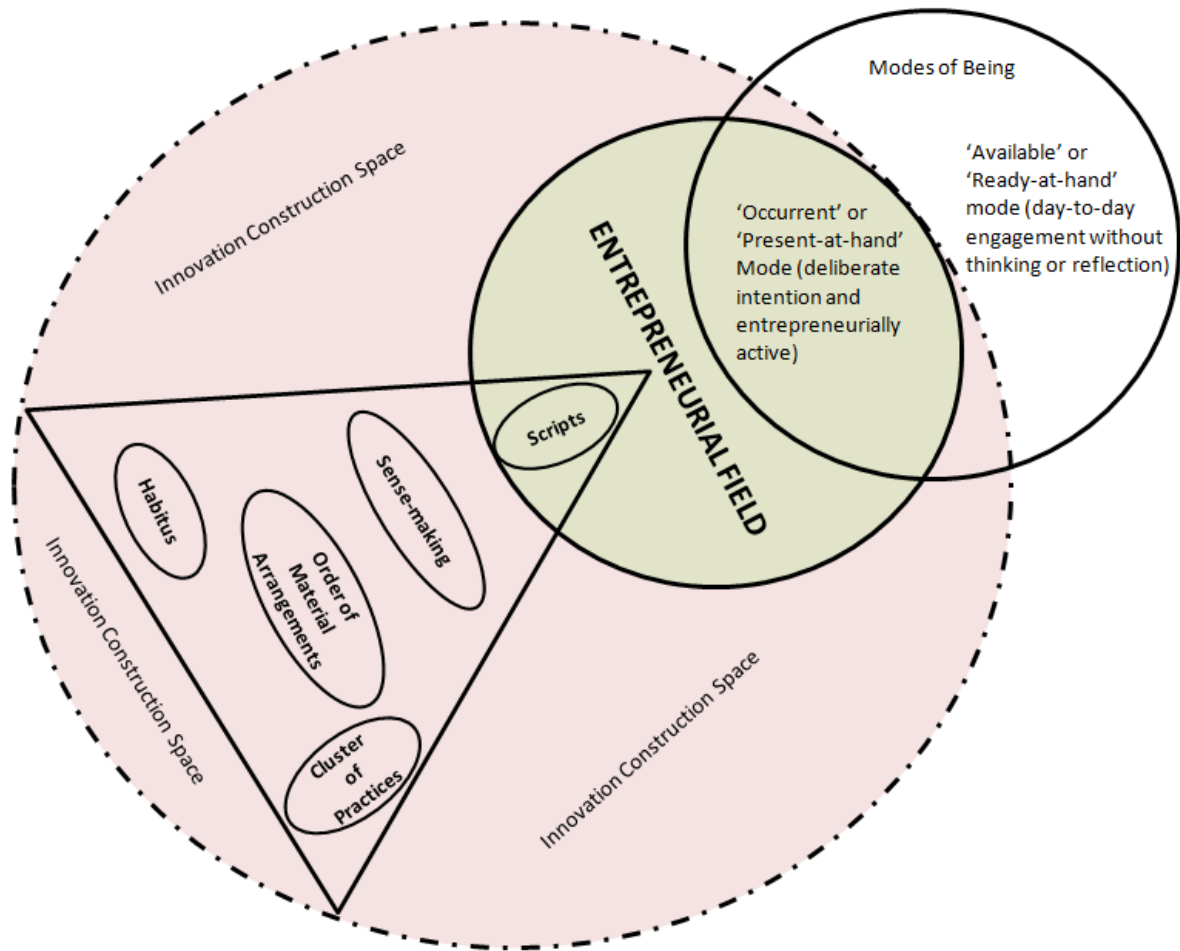 Modes of Being
'Available' or
'Ready-at-hand'
mode (day-to-day
engagement without
thinking or reflection)
Innovation Construction Space
'Occurrent' or
'Present-at-hand'
Mode (deliberate
intention and
entrepreneurially
active)
ENTREPRENEURIAL FIELD
Scripts
Sense-making
Habitus
Order of
Material
Arrangements
Cluster
of
Practices
Innovation Construction Space
Innovation Construction Space